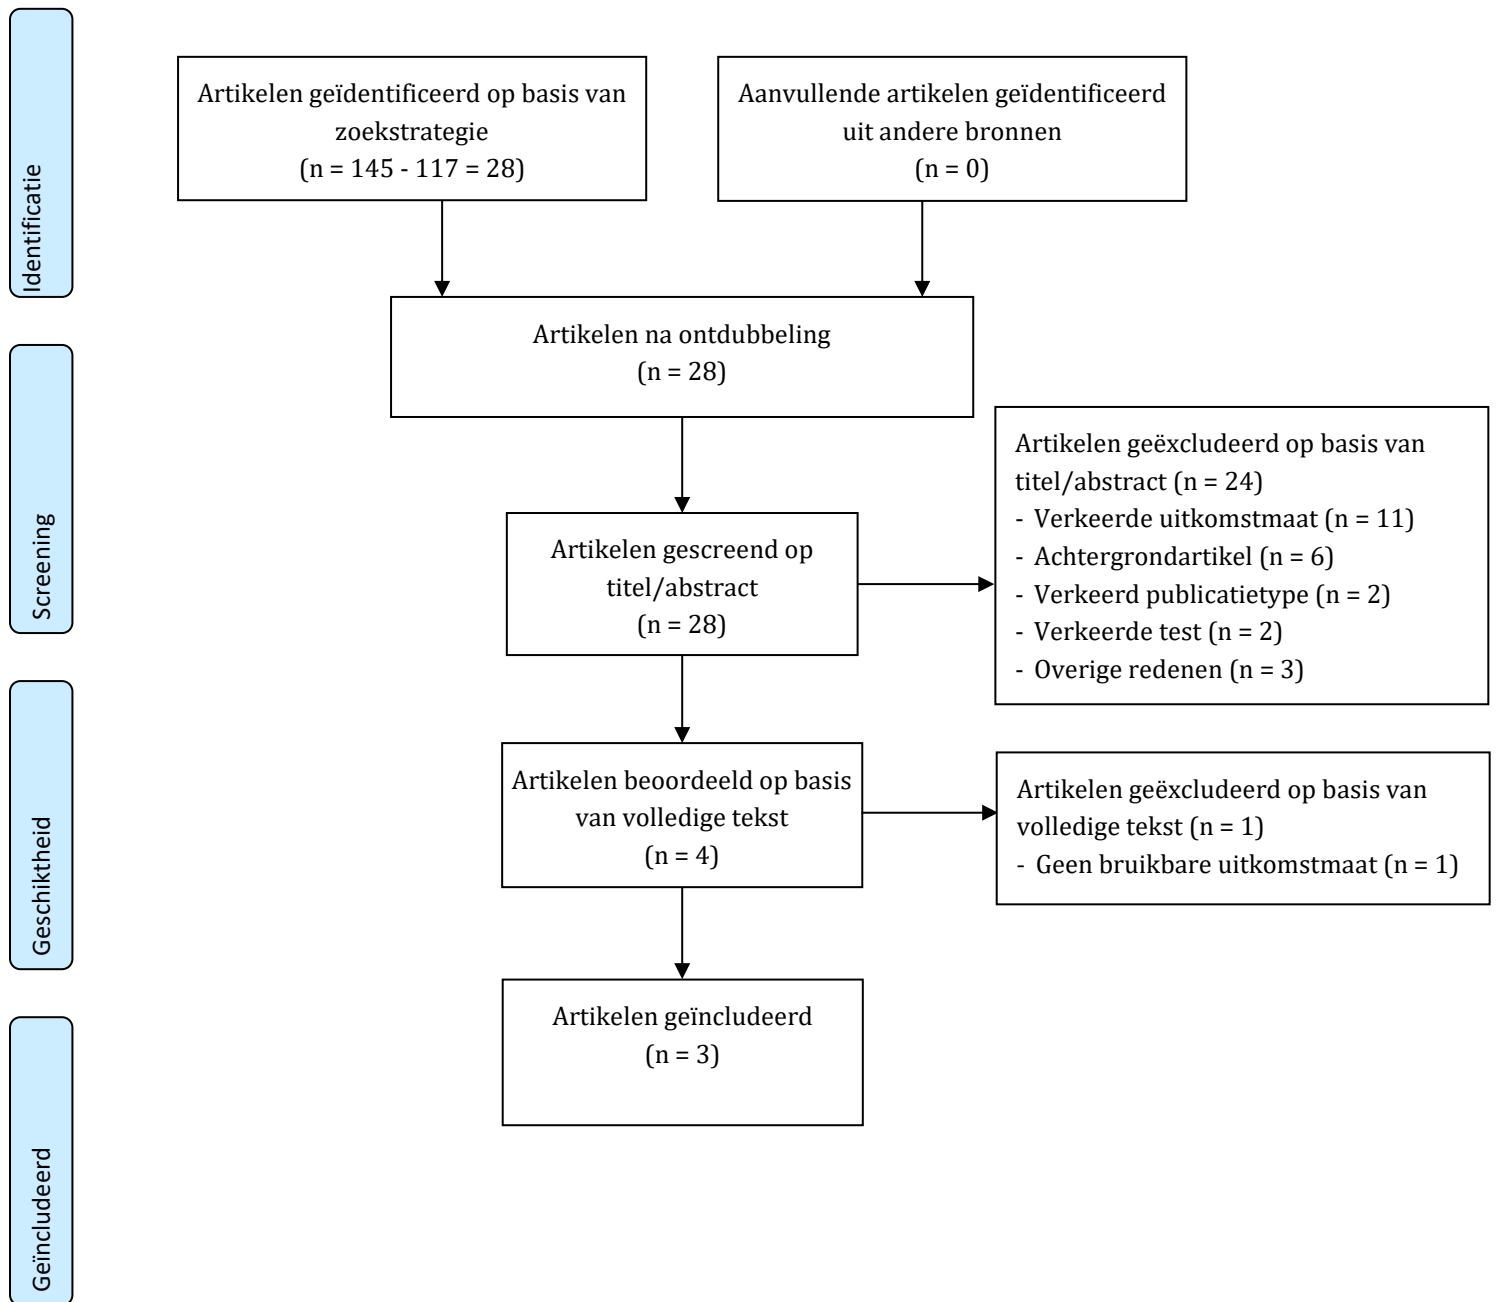 Identificatie
Artikelen geïdentificeerd op basis van
zoekstrategie
(n = 145 - 117 = 28)
Aanvullende artikelen geïdentificeerd
uit andere bronnen
(n = 0)
Artikelen na ontdubbeling
(n = 28)
Screening
Artikelen gescreend op
titel/abstract
(n = 28)
Artikelen geëxcludeerd op basis van
titel/abstract (n = 24)
- Verkeerde uitkomstmaat (n = 11)
- Achtergrondartikel (n = 6)
- Verkeerd publicatietype (n = 2)
- Verkeerde test (n = 2)
- Overige redenen (n = 3)
Geschiktheid
Artikelen beoordeeld op basis
van volledige tekst
(n = 4)
Artikelen geëxcludeerd op basis van
volledige tekst (n = 1)
- Geen bruikbare uitkomstmaat (n = 1)
Geïncludeerd
Artikelen geïncludeerd
(n = 3)